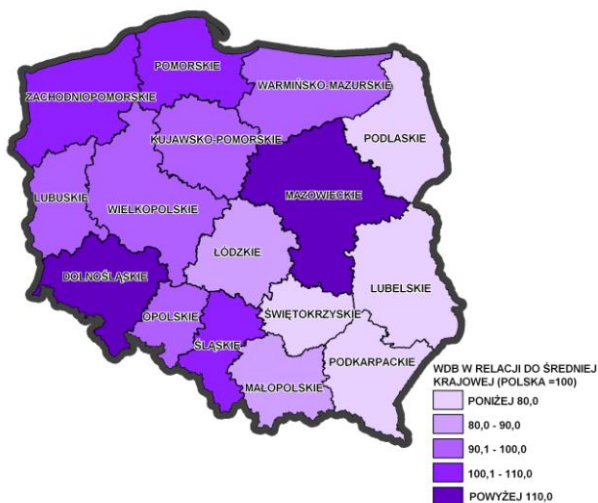 POMORSKIE
WARMIŃSKO-MAZURSKIE
ZACHODNIOPOMORSKIE
PODLASKIE
KUJAWSKO-POMORSKIE
MAZOWIECKIE
LUBUSKIE
WIELKOPOLSKIE
ŁÓDZKIE
DOLNOŚLĄSKIE
LUBELSKIE
OPOLSKIE
ŚWIĘTOKRZYSKIE
ŚLĄSKIE
PODKARPACKIE
MAŁOPOLSKIE
WDB W RELACJI DO ŚREDNIEJ
KRAJOWEJ (POLSKA =100)
PONIŻEJ 80,0
80,0 - 90,0
90,1 - 100,0
100,1 - 110,0
POWYŻEJ 110,0